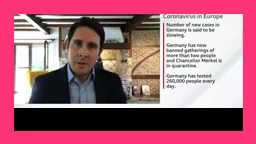 Coronavirus in Europe
Number of new cases in
Germany is said to be
slowing.
Germany has now
banned gatherings of
more than two people
and Chancellor Merkel is
in quarantine.
Germany has tested
260,000 people every
day.